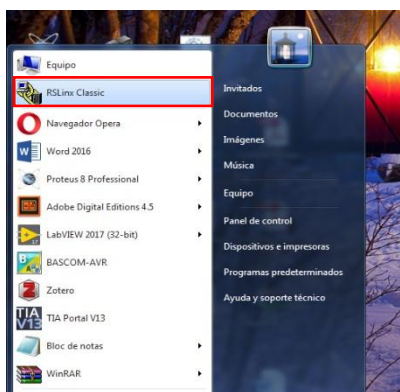 Equipo
RSLinx Classic
Navegador Opera
Word 2016
Proteus 8 Professional
Adobe Digital Editions 4.5
LabVIEW 2017 (32-bit)
BASCOM-AVR
Zotero
TIA Portal V13
Bloc de notas
WinRAR
Invitados
Documentos
Imágenes
Música
Equipo
Panel de control
Dispositivos e impresoras
Programas predeterminados
Ayuda y soporte técnico